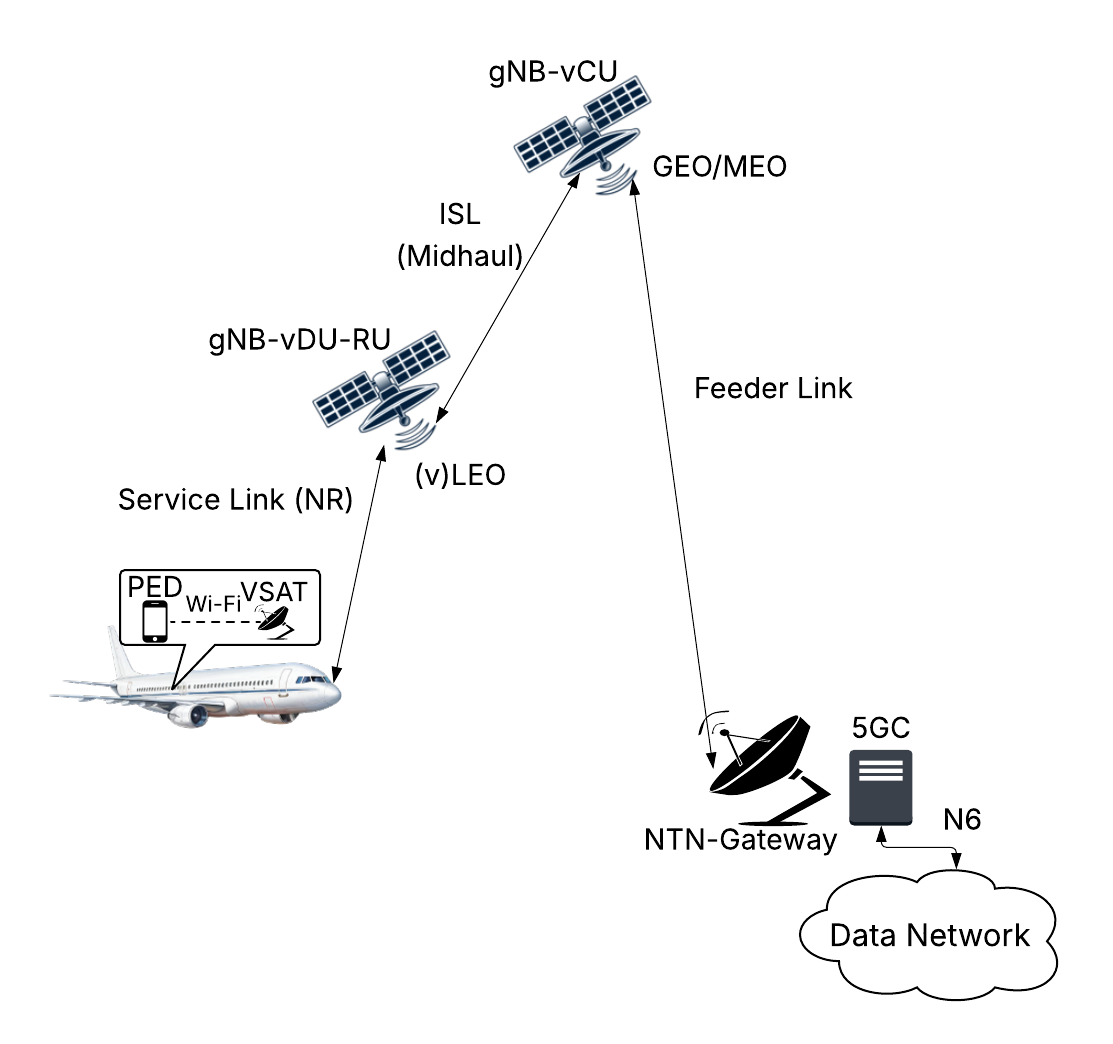 gNB-vCU
GEO/MEO
ISL
(Midhaul)
gNB-vDU-RU
Feeder Link
(v)LEO
Service Link (NR)
PED
Wi-Fi
VSAT
5GC
NTN-Gateway
N6
Data Network